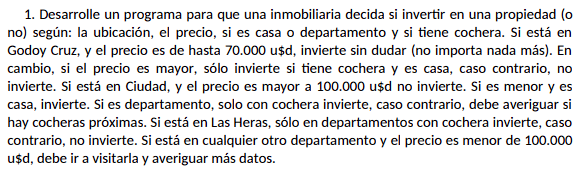 1. Desarrolle un programa para que una inmobiliaria decida si invertir en una propiedad (o
no) según: la ubicación, el precio, si es casa o departamento y si tiene cochera. Si está en
Godoy Cruz, y el precio es de hasta 70.000 u$d, invierte sin dudar (no importa nada más). En
cambio, si el precio es mayor, sólo invierte si tiene cochera y es casa, caso contrario, no
invierte. Si está en Ciudad, y el precio es mayor a 100.000 u$d no invierte. Si es menor y es
casa, invierte. Si es departamento, solo con cochera invierte, caso contrario, debe averiguar si
hay cocheras próximas. Si está en Las Heras, sólo en departamentos con cochera invierte, caso
contrario, no invierte. Si está en cualquier otro departamento y el precio es menor de 100.000
u$d, debe ir a visitarla y averiguar más datos.